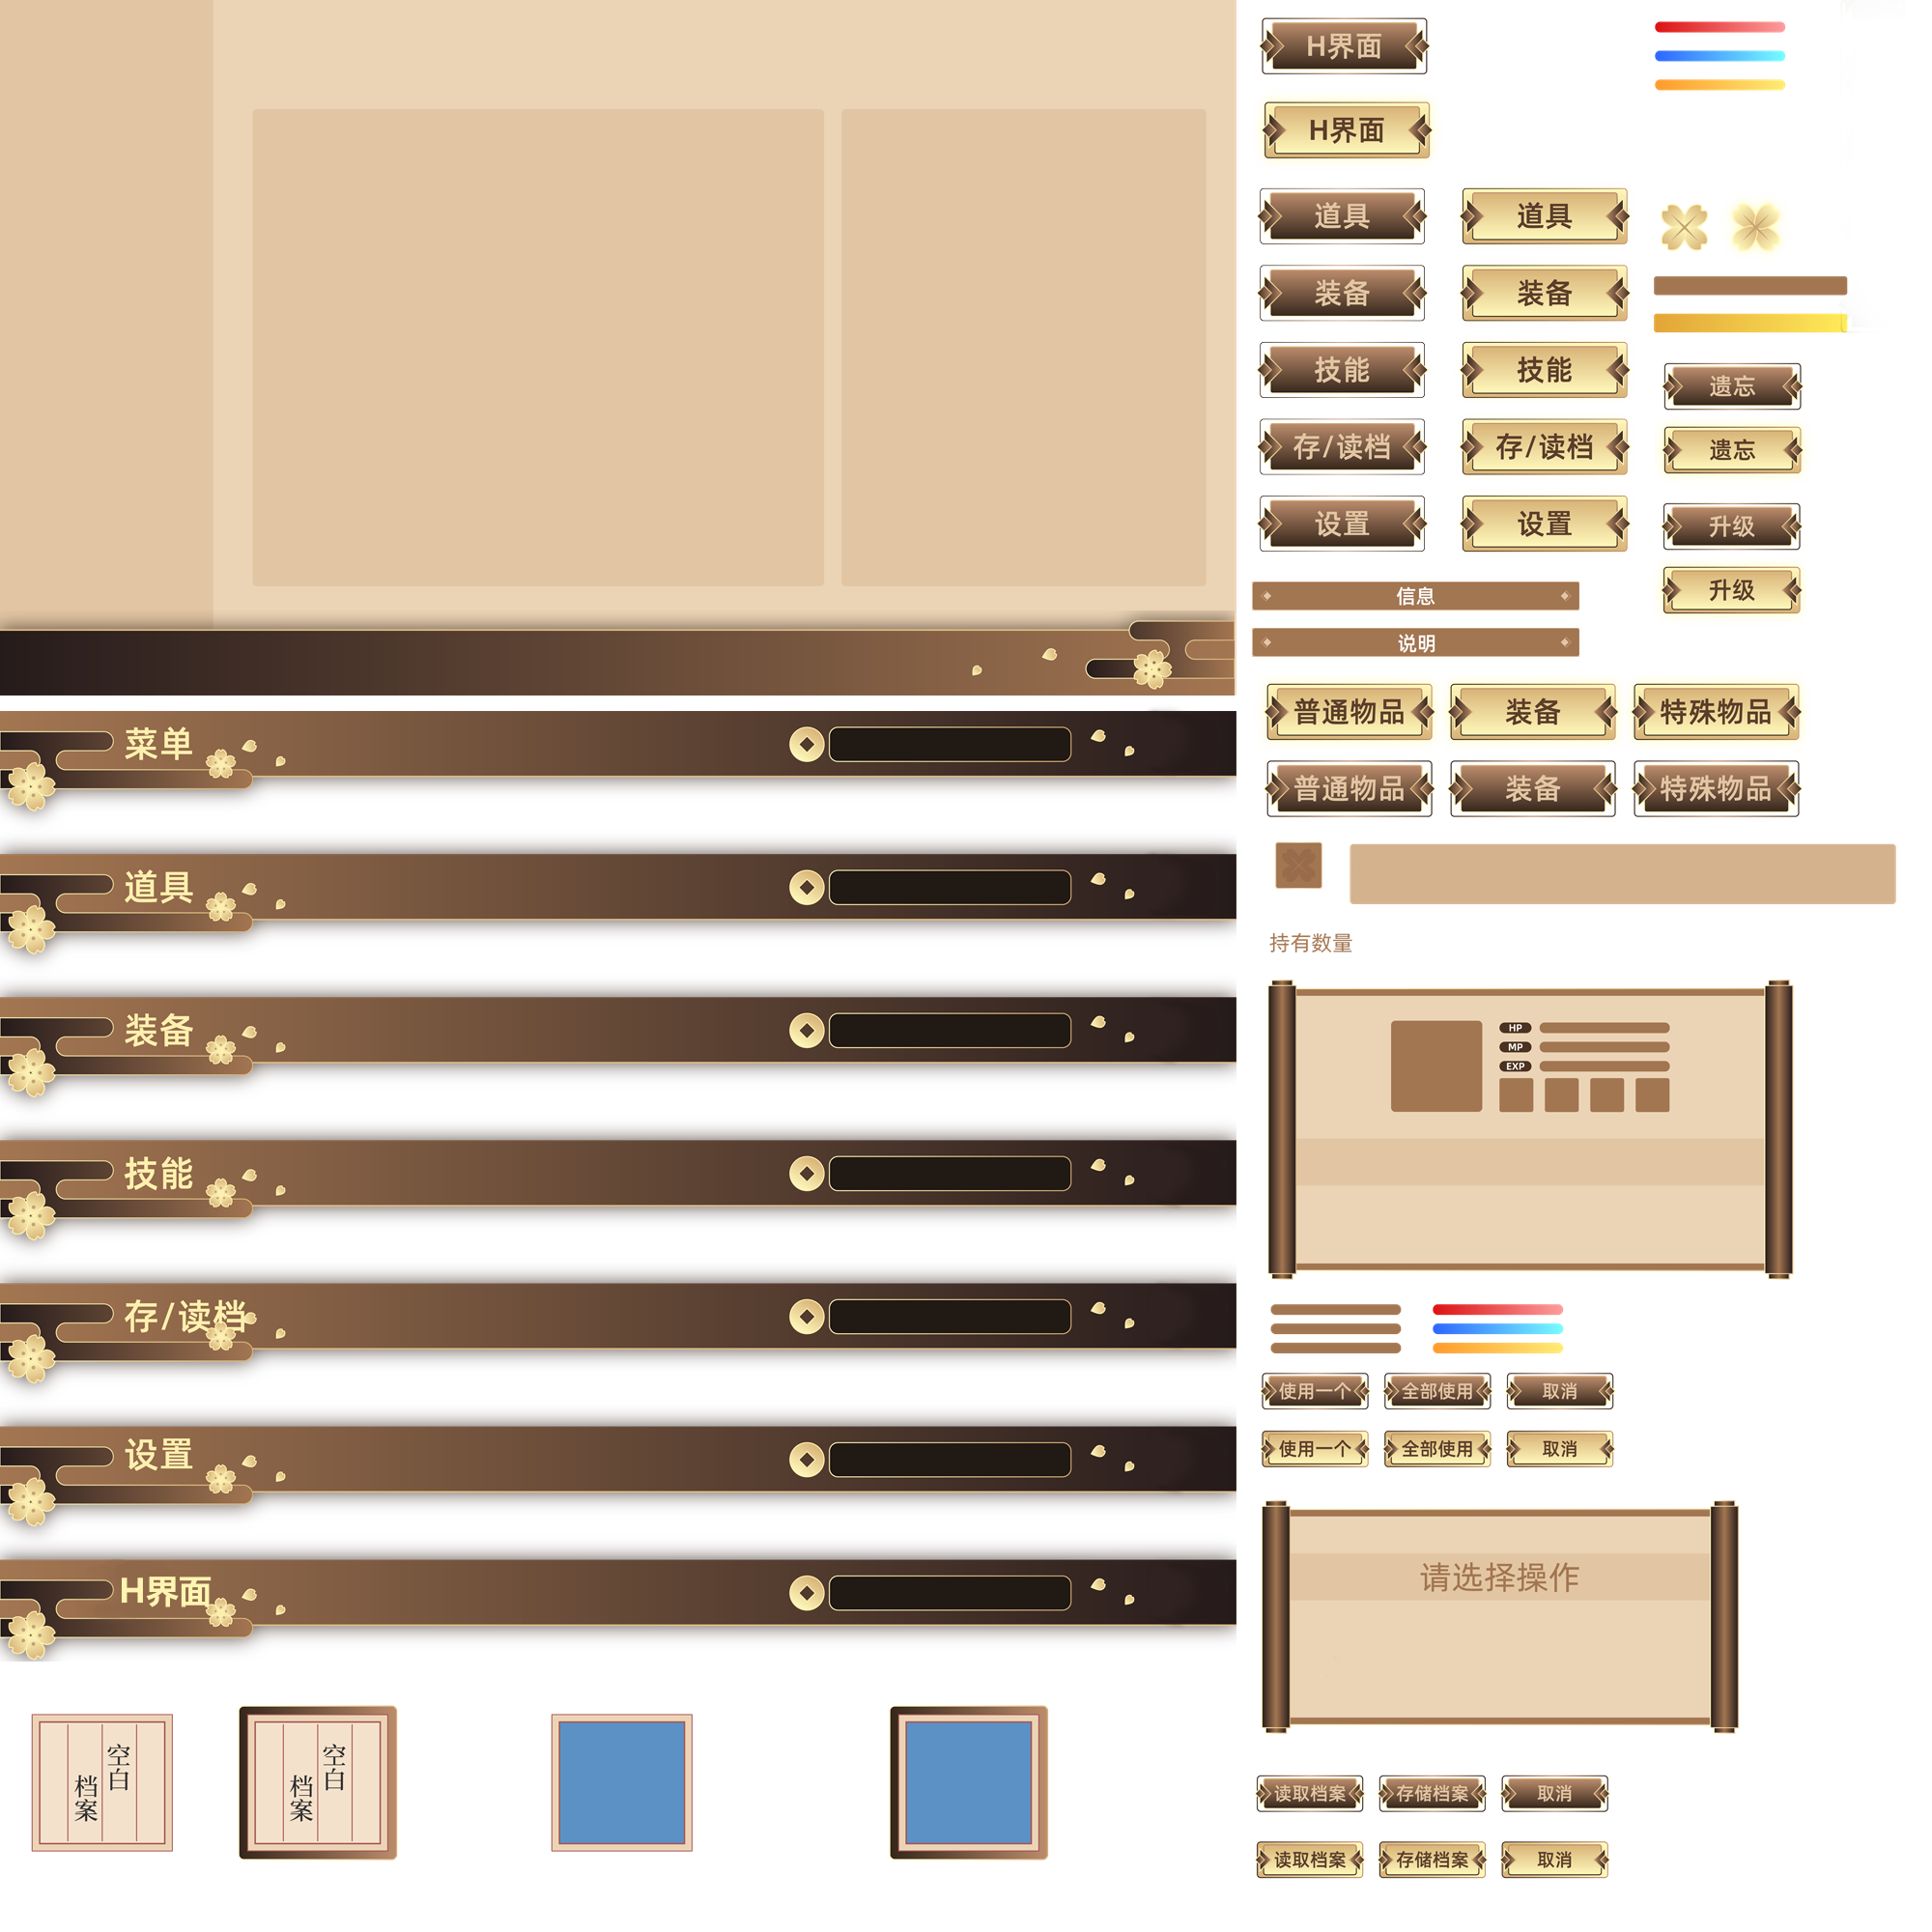 H界面
H界面
道具
道具
装备
装备
技能
技能
遗忘
存/读档
存/读档
遗忘
设置
设置
升级
升级
信息
说明
普通物品
装备
特殊物品
普通物品
装备
特殊物品
持有数量
HP
MP
EXP
使用一个
全部使用
取消
使用一个
全部使用
取消
请选择操作
读取档案
存储档案
取消
读取档案
存储档案
取消
菜单
道具
装备
技能
存/读档
设置
H界面
空白
档案
空白
档案